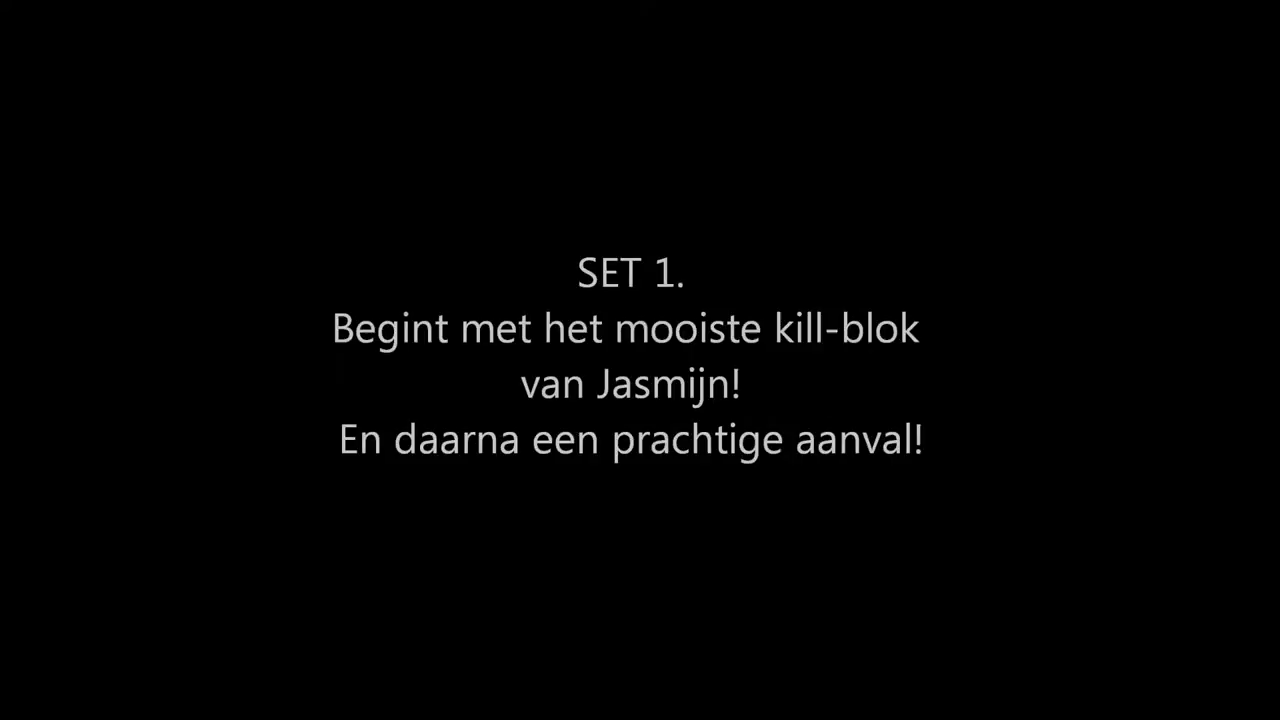 SET 1.
Begint met het mooiste kill-blok
van Jasmijn!
En daarna een prachtige aanval!